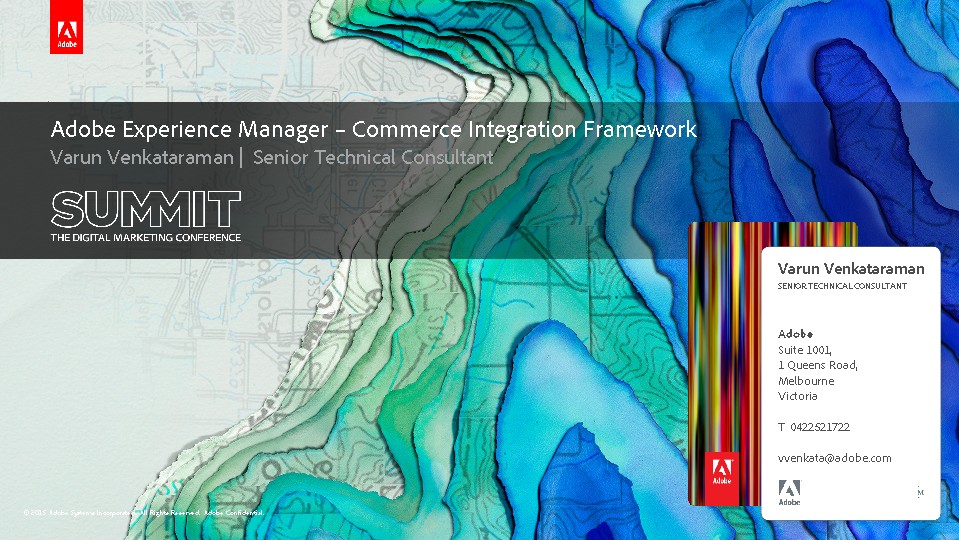 Adobe
Adobe Experience Manager – Commerce Integration Framework
Varun Venkataraman | Senior Technical Consultant
SUMMIT
THE DIGITAL MARKETING CONFERENCE
Varun Venkataraman
SENIOR TECHNICAL CONSULTANT
Adobe
Suite 1001,
1 Queens Road,
Melbourne
Victoria
T 0422521722
vvenkata@adobe.com
Adobe
Adobe
Adobe Systems Incorporated. All Rights Reserved. Adobe Confidential.